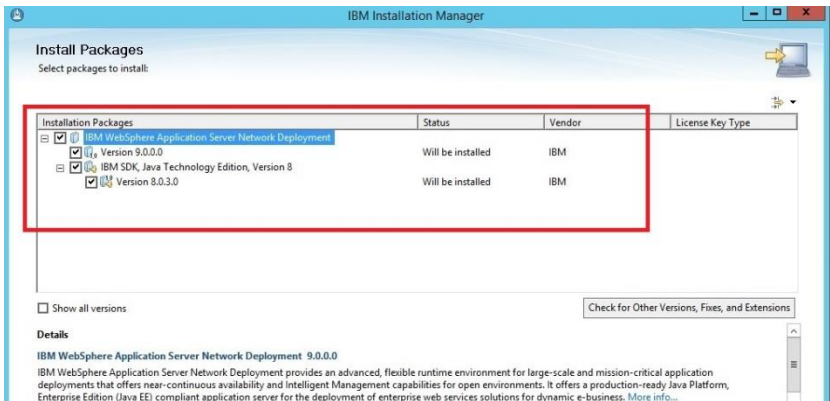 IBM Installation Manager
Install Packages
Select packages to install:
Installation Packages Status Vendor License Key Type
IBM WebSphere Application Server Network Deployment
Version 9.0.0.0 Will be installed IBM
IBM SDK, Java Technology Edition, Version 8
Version 8.0.3.0 Will be installed IBM
Show all versions Check for Other Versions, Fixes, and Extensions
Details
IBM WebSphere Application Server Network Deployment 9.0.0.0
IBM WebSphere Application Server Network Deployment provides an advanced, flexible runtime environment for large-scale and mission-critical application
deployments that offers near-continuous availability and Intelligent Management capabilities for open environments. It offers a production-ready Java Platform,
Enterprise Edition (Java EE) compliant application server for the deployment of enterprise web services solutions for dynamic e-business. More info...